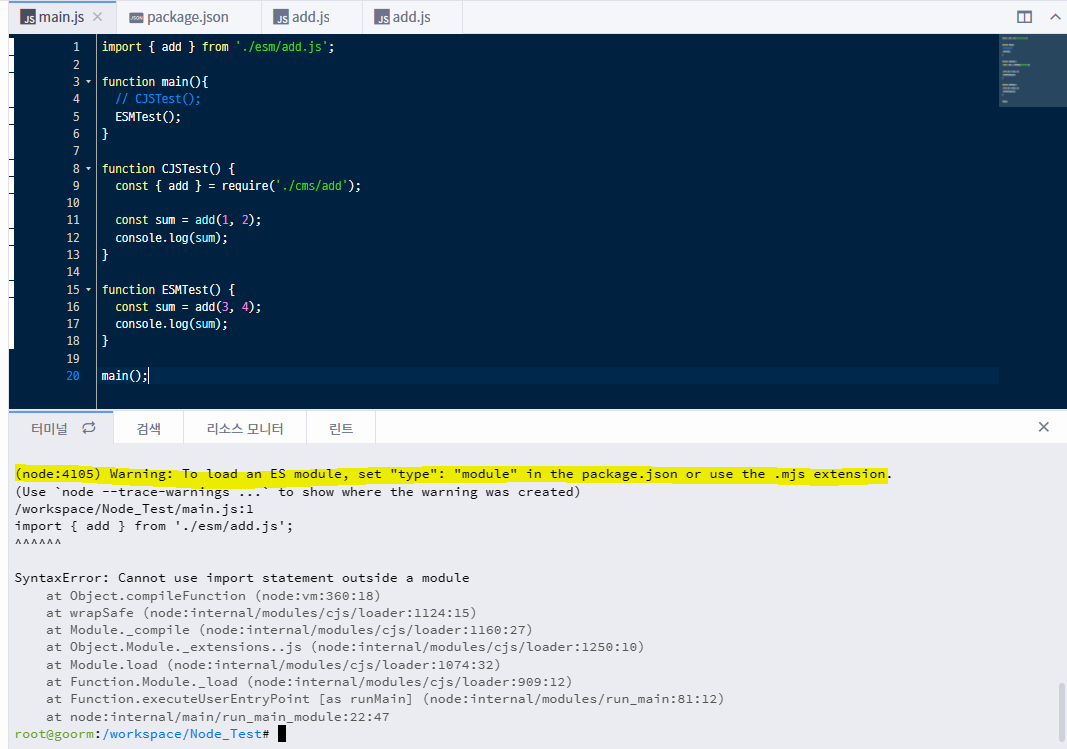 JS main.js ×
JSON package.json
JS add.js
JS add.js
1 import { add } from './esm/add.js';
2
3 function main(){
4 // CJSTest();
5 ESMTest();
6 }
7
8 function CJSTest() {
9 const { add } = require('./cms/add');
10
11 const sum = add(1, 2);
12 console.log(sum);
13 }
14
15 function ESMTest() {
16 const sum = add(3, 4);
17 console.log(sum);
18 }
19
20 main();
터미널
검색
리소스 모니터
린트
(node:4105) Warning: To load an ES module, set "type": "module" in the package.json or use the .mjs extension.
(Use `node --trace-warnings ...` to show where the warning was created)
/workspace/Node_Test/main.js:1
import { add } from './esm/add.js';
^^^^^^
SyntaxError: Cannot use import statement outside a module
at Object.compileFunction (node:vm:360:18)
at wrapSafe (node:internal/modules/cjs/loader:1124:15)
at Module._compile (node:internal/modules/cjs/loader:1160:27)
at Object.Module._extensions..js (node:internal/modules/cjs/loader:1250:10)
at Module.load (node:internal/modules/cjs/loader:1074:32)
at Function.Module._load (node:internal/modules/cjs/loader:909:12)
at Function.executeUserEntryPoint [as runMain] (node:internal/modules/run_main:81:12)
at node:internal/main/run_main_module:22:47
root@goorm:/workspace/Node_Test#